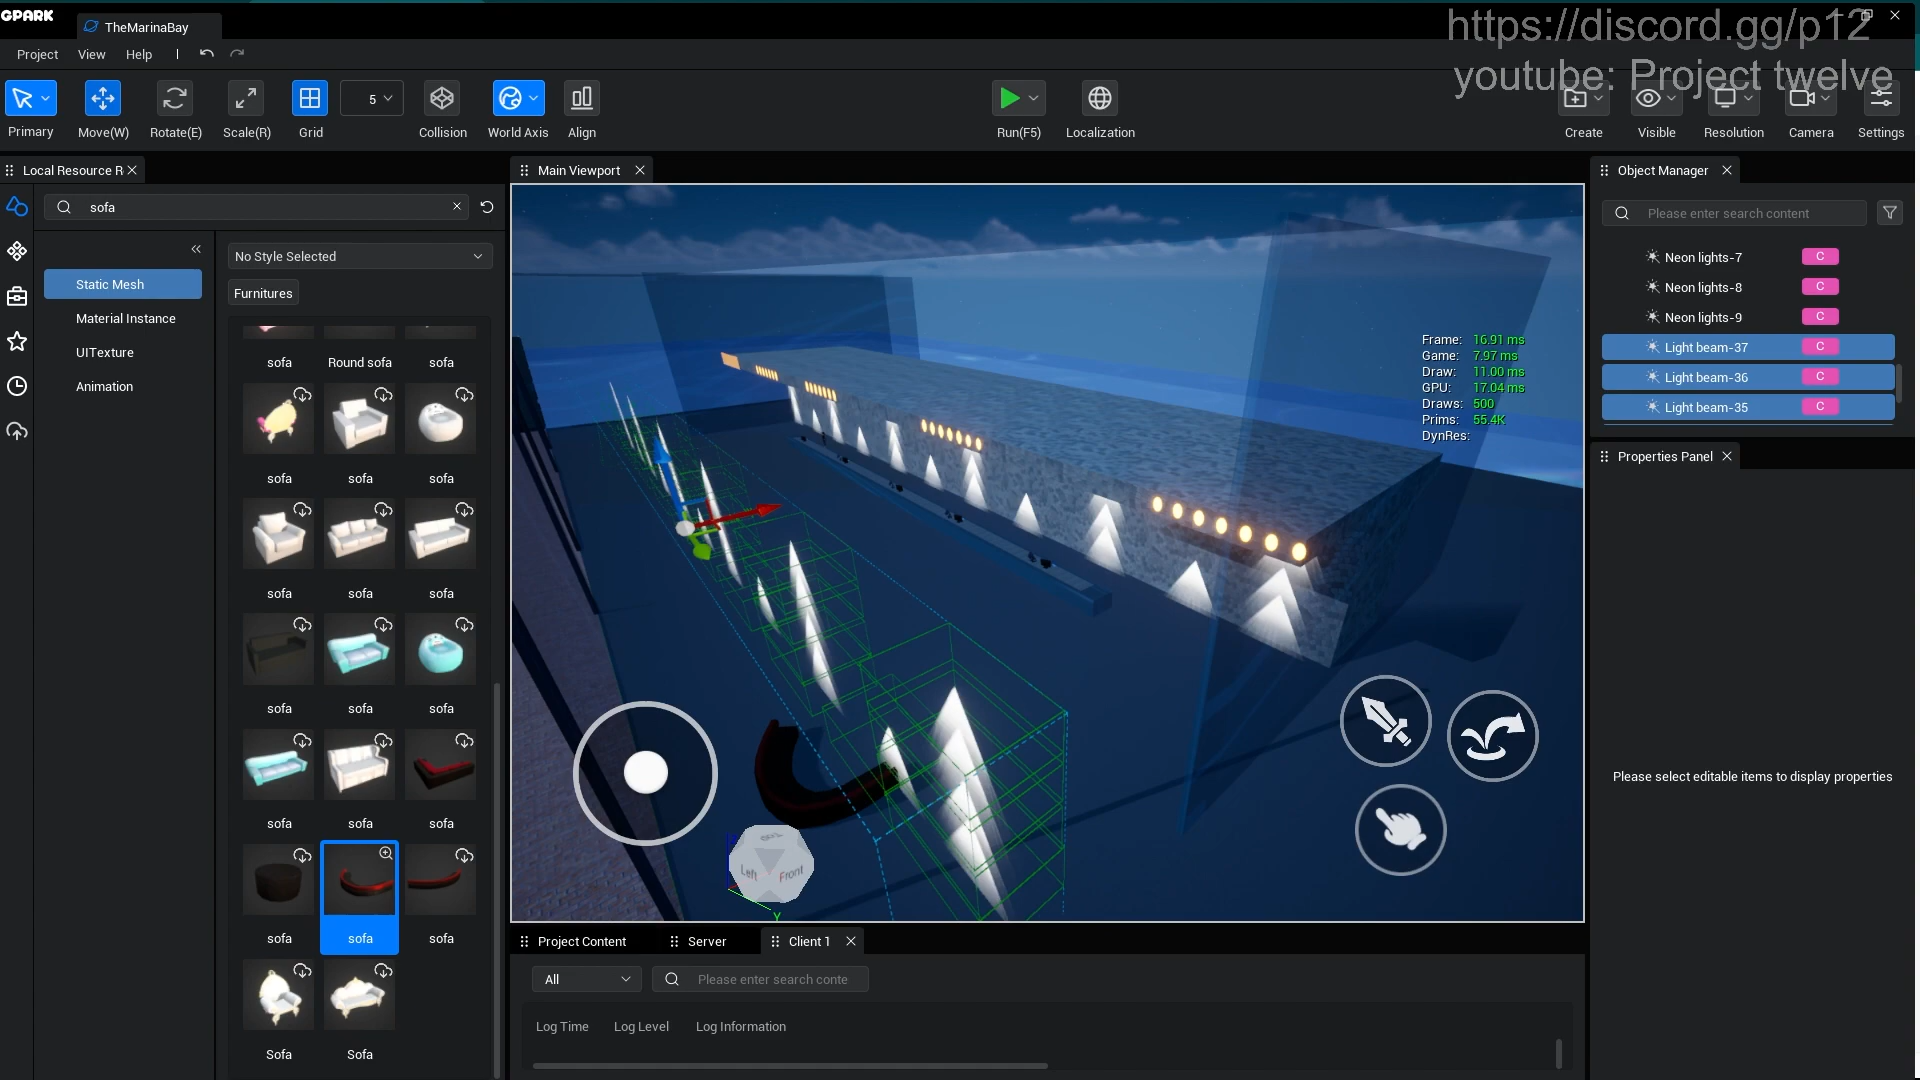 GPARK
TheMarinaBay
https://discord.gg/p12
youtube: Project twelve
Project
View
Help
5
Primary
Move(W)
Rotate(E)
Scale(R)
Grid
Collision
World Axis
Align
Run(F5)
Localization
Create
Visible
Resolution
Camera
Settings
Local Resource R
Main Viewport
Object Manager
sofa
Please enter search content
No Style Selected
Static Mesh
Furnitures
Material Instance
UITexture
Animation
Neon lights-7 C
Neon lights-8 C
Neon lights-9 C
Light beam-37 C
Light beam-36 C
Light beam-35 C
Frame: 16.91 ms
Game: 7.97 ms
Draw: 11.00 ms
GPU: 17.04 ms
Draws: 500
Prims: 55.4K
DynRes:
sofa Round sofa sofa
sofa sofa sofa
sofa sofa sofa
sofa sofa sofa
sofa sofa sofa
sofa sofa sofa
Sofa Sofa
Properties Panel
Please select editable items to display properties
Left
Front
Y
Project Content
Server
Client 1
All
Please enter search conte
Log Time
Log Level
Log Information